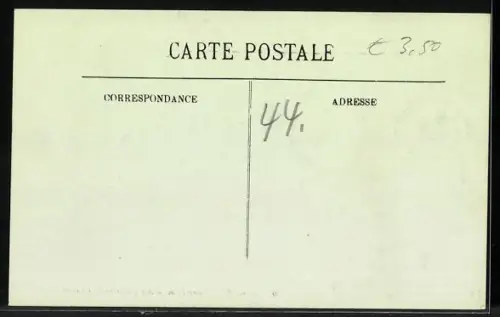 CARTE POSTALE
€ 3,50
CORRESPONDANCE
ADRESSE
44.